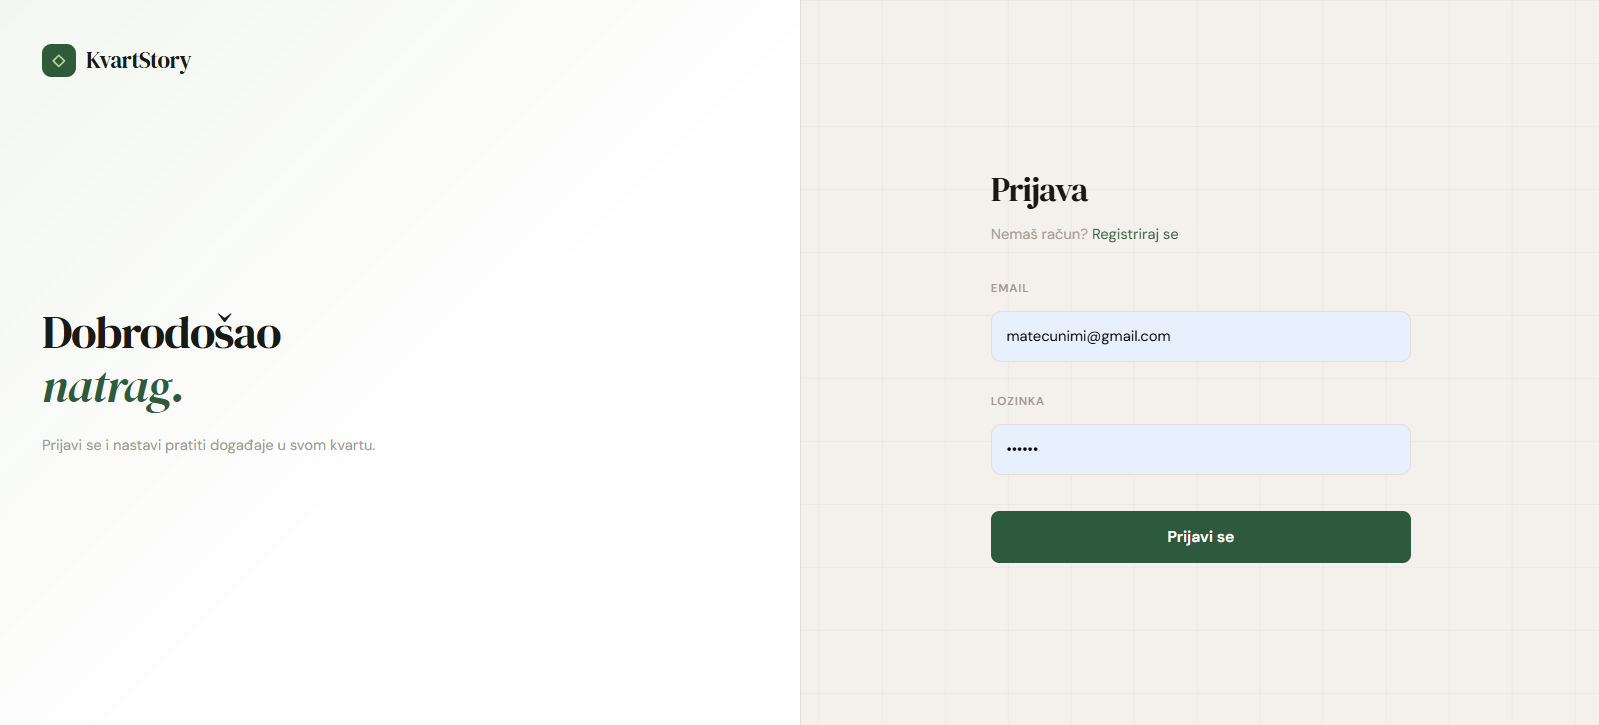 KvartStory
Dobrodošao
natrag.
Prijavi se i nastavi pratiti događaje u svom kvartu.
Prijava
Nemaš račun? Registriraj se
EMAIL
matecunimi@gmail.com
LOZINKA
••••••
Prijavi se